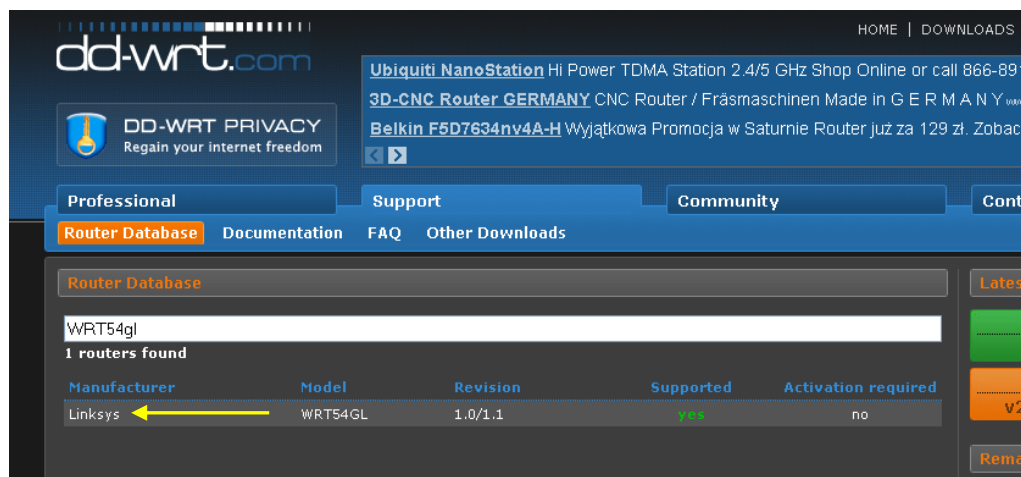 HOME | DOWNLOADS
dd-wrt.com
Ubiquiti NanoStation Hi Power TDMA Station 2.4/5 GHz Shop Online or call 866-89
3D-CNC Router GERMANY CNC Router / Fräsmaschinen Made in G E R M A N Y
Belkin F5D7634nv4A-H Wyjątkowa Promocja w Saturnie Router już za 129 zł. Zobac
DD-WRT PRIVACY
Regain your internet freedom
Professional Support Community Cont
Router Database Documentation FAQ Other Downloads
Router Database Lates
WRT54gl
1 routers found
Manufacturer Model Revision Supported Activation required
Linksys WRT54GL 1.0/1.1 yes no
v2
Rema